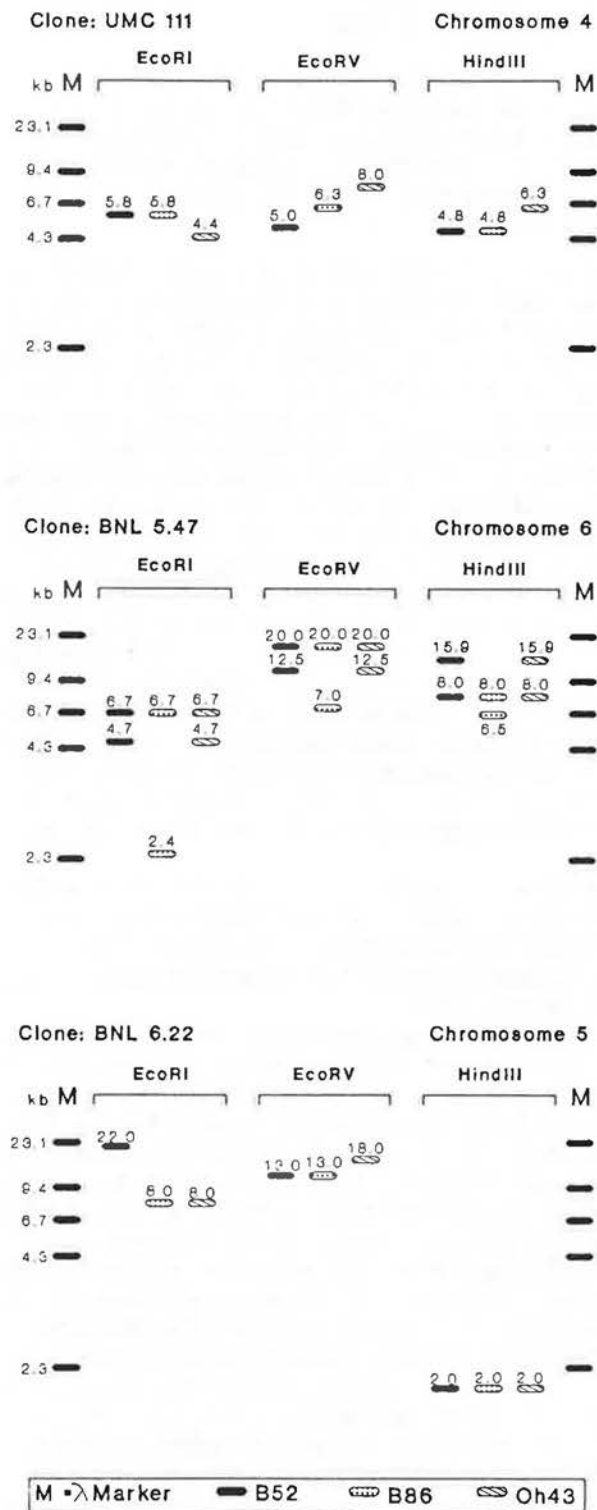 Clone: UMC 111 Chromosome 4
EcoRI EcoRV HindIII
kb M M
23.1
9.4
8.0
6.7
6.3 6.3
5.8 5.8
5.0
4.8 4.8
4.4
4.3
2.3
Clone: BNL 5.47 Chromosome 6
EcoRI EcoRV HindIII
kb M M
23.1
20.0 20.0 20.0 15.9 15.9
12.5 12.5
9.4
6.7 6.7 6.7 8.0 8.0 8.0
6.7
7.0
4.7 4.7
6.5
4.3
2.4
2.3
Clone: BNL 6.22 Chromosome 5
EcoRI EcoRV HindIII
kb M M
23.1
22.0
18.0
13.0 13.0
9.4
8.0 8.0
6.7
4.3
2.3
2.0 2.0 2.0
M = λ Marker B52 B86 Oh43